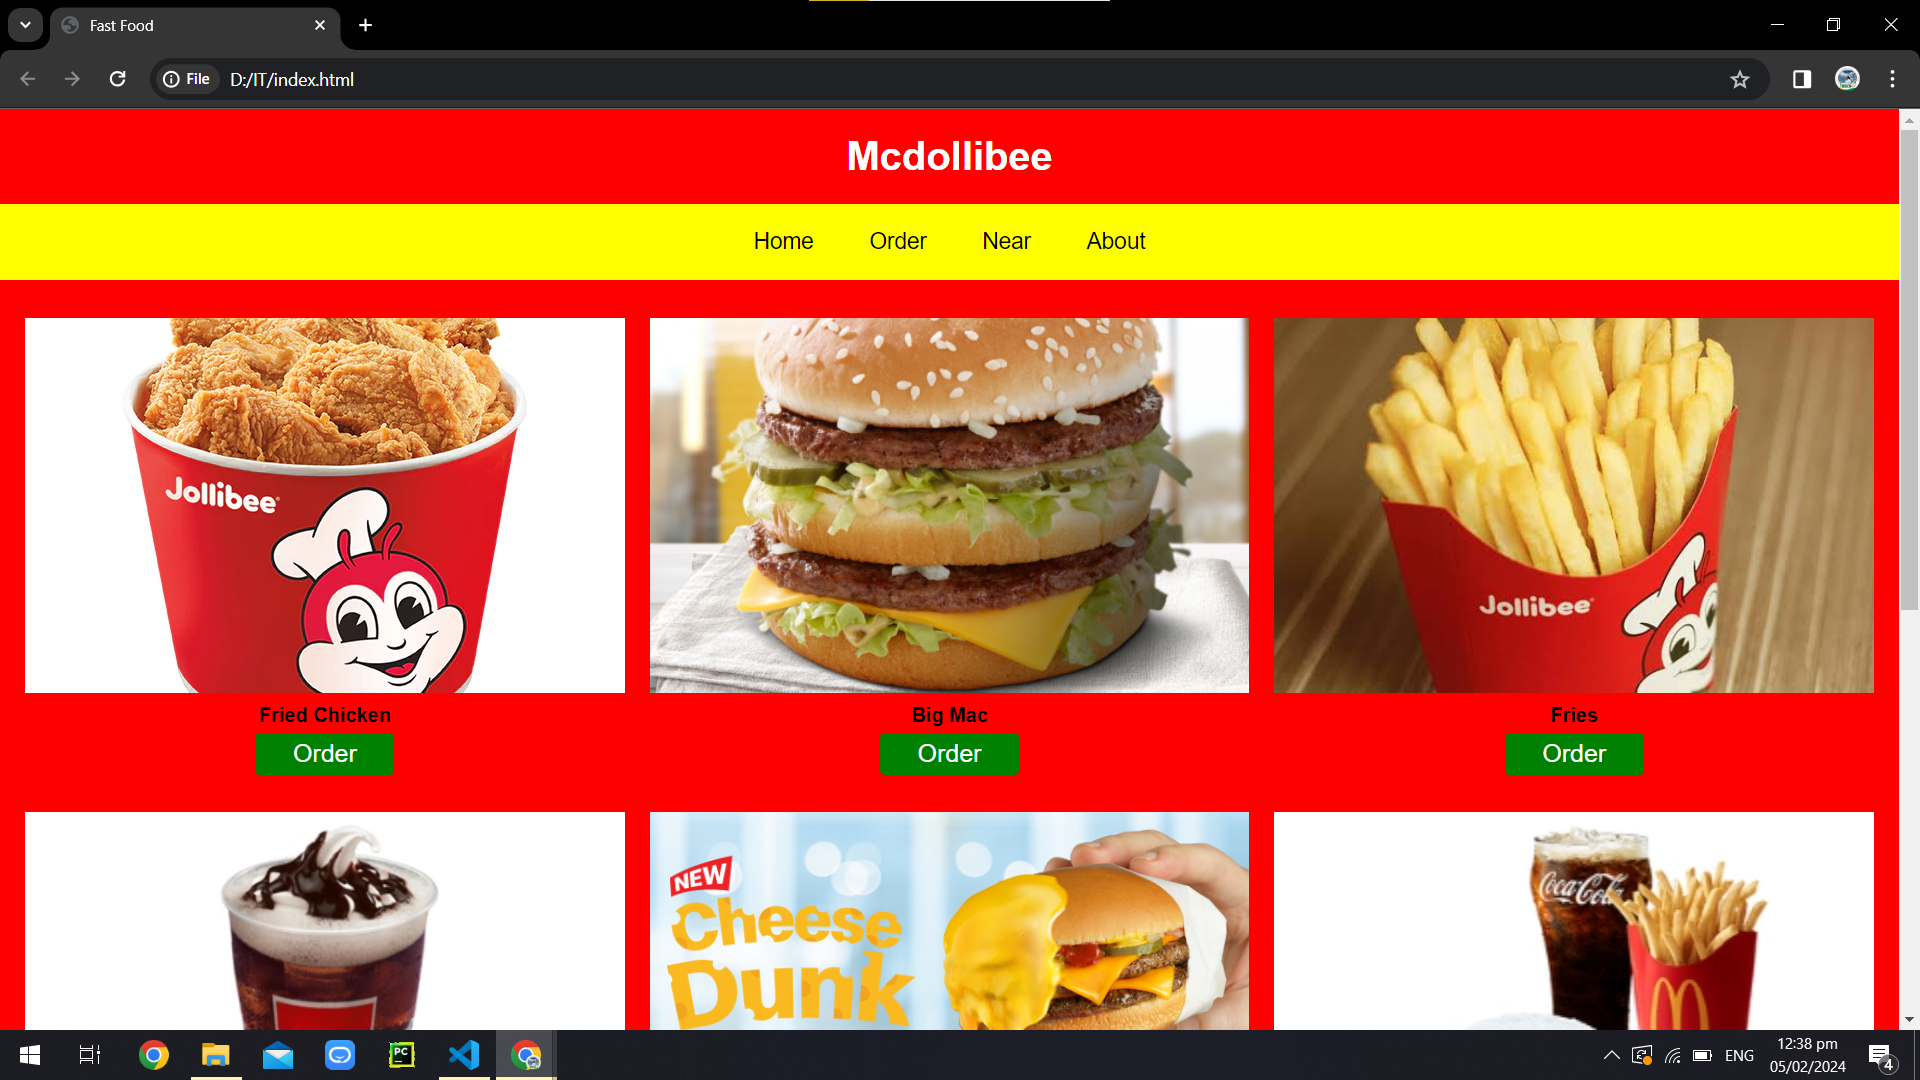 Fast Food
File D:/IT/index.html
Mcdollibee
Home Order Near About
Jollibee
Jollibee
Fried Chicken Big Mac Fries
Order Order Order
NEW
Cheese
Dunk
Coca-Cola
PC
ENG
12:38 pm
05/02/2024
4